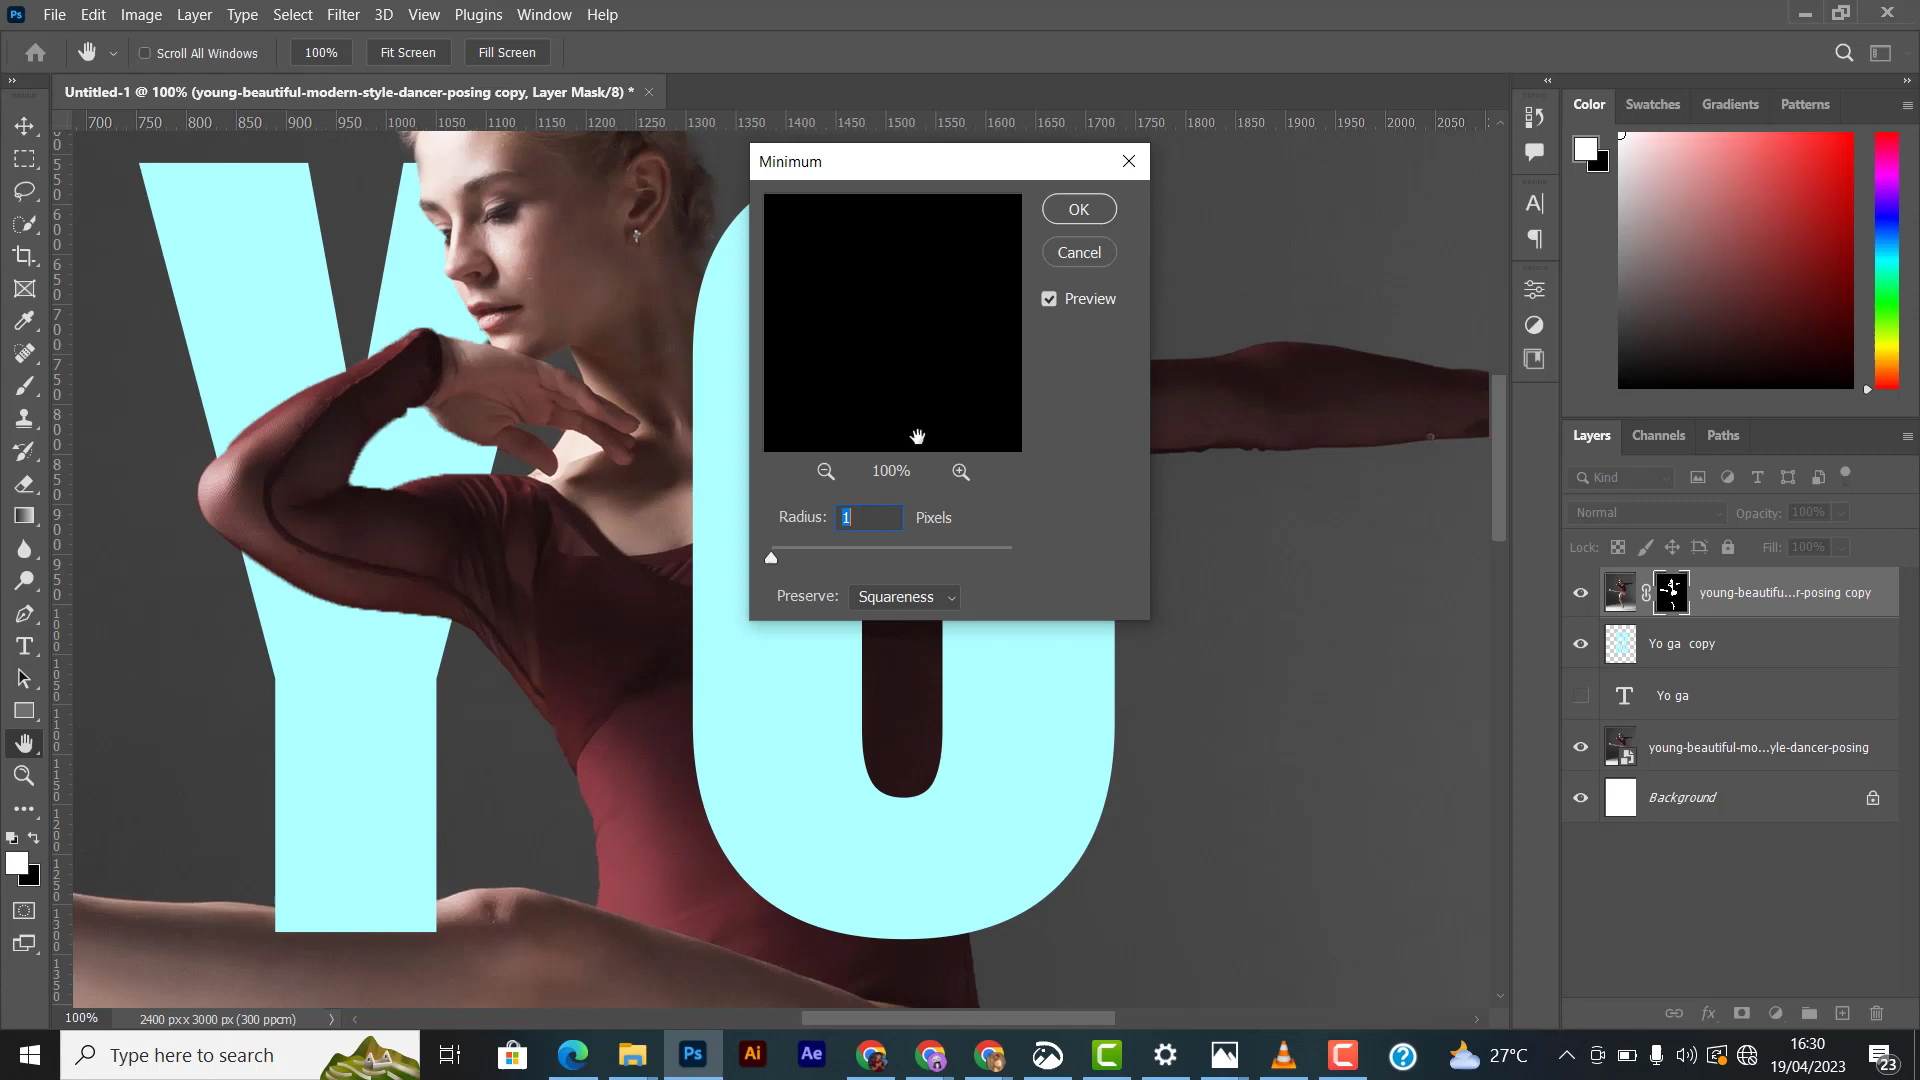 Ps File Edit Image Layer Type Select Filter 3D View Plugins Window Help
Scroll All Windows 100% Fit Screen Fill Screen
Untitled-1 @ 100% (young-beautiful-modern-style-dancer-posing copy, Layer Mask/8) *
700 750 800 850 900 950 1000 1050 1100 1150 1200 1250 1300 1350 1400 1450 1500 1550 1600 1650 1700 1750 1800 1850 1900 1950 2000 2050
YO
Minimum
OK
Cancel
Preview
100%
Radius: 1 Pixels
Preserve: Squareness
Color Swatches Gradients Patterns
Layers Channels Paths
Kind
Normal Opacity: 100%
Lock: Fill: 100%
young-beautifu...r-posing copy
Yo ga copy
Yo ga
young-beautiful-mo...yle-dancer-posing
Background
100% 2400 px x 3000 px (300 ppcm)
Type here to search
Ps Ai Ae
27°C
16:30
19/04/2023
23